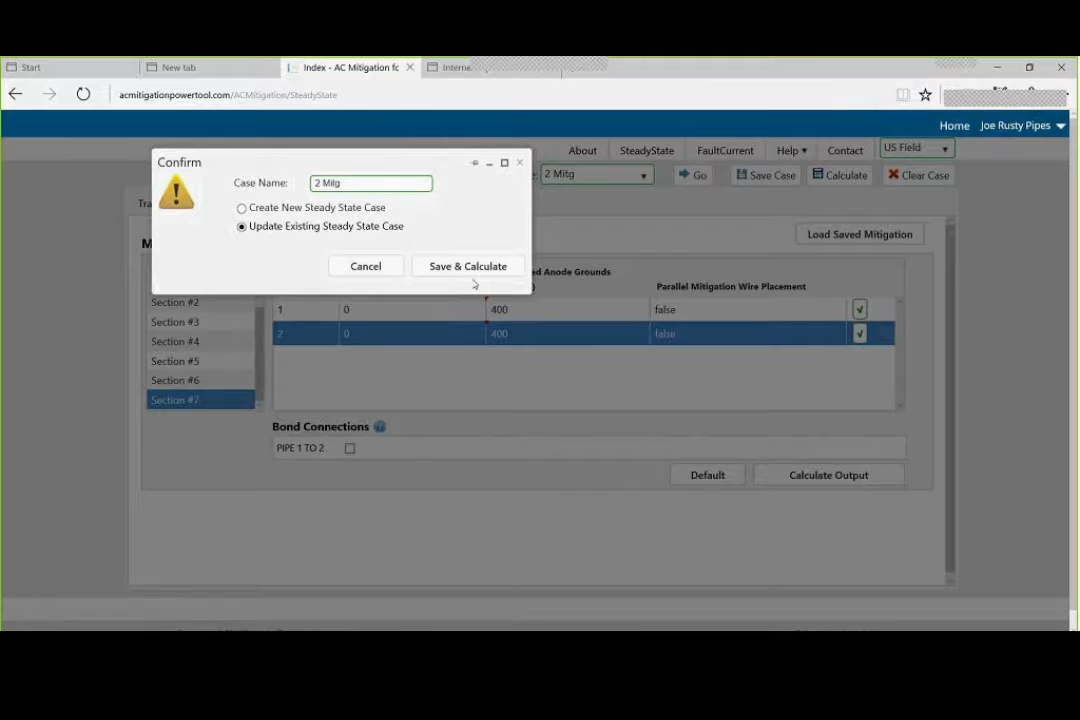 Start
New tab
Index - AC Mitigation fo
Interne
acmitigationpowertool.com/ACMitigation/SteadyState
Home Joe Rusty Pipes
About SteadyState FaultCurrent Help Contact US Field
2 Mitg Go Save Case Calculate Clear Case
Confirm
Case Name: 2 Mitg
Create New Steady State Case
Update Existing Steady State Case
Cancel Save & Calculate
Load Saved Mitigation
Anode Grounds
Parallel Mitigation Wire Placement
Section #2
Section #3
Section #4
Section #5
Section #6
Section #7
1 0 400 false
2 0 400 false
Bond Connections
PIPE 1 TO 2
Default Calculate Output